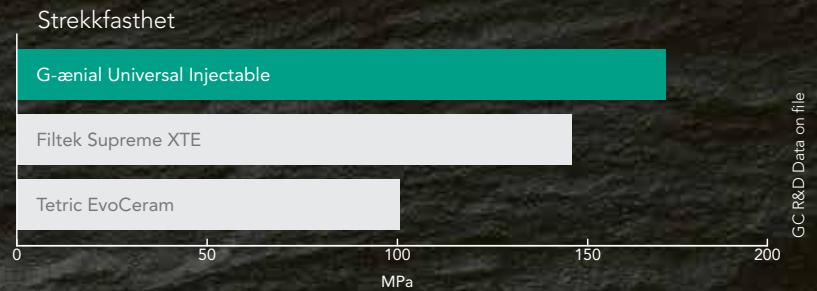 Strekkfasthet
G-ænial Universal Injectable
Filtek Supreme XTE
Tetric EvoCeram
0 50 100 150 200
MPa
GC R&D Data on file